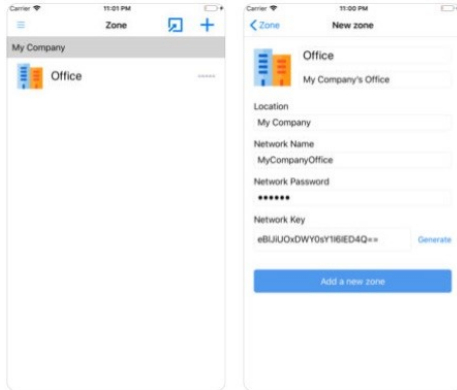 Carrier 11:01 PM
Zone
My Company
Office
Carrier 11:00 PM
Zone New zone
Office
My Company's Office
Location
My Company
Network Name
MyCompanyOffice
Network Password
••••••
Network Key
Generate
Add a new zone